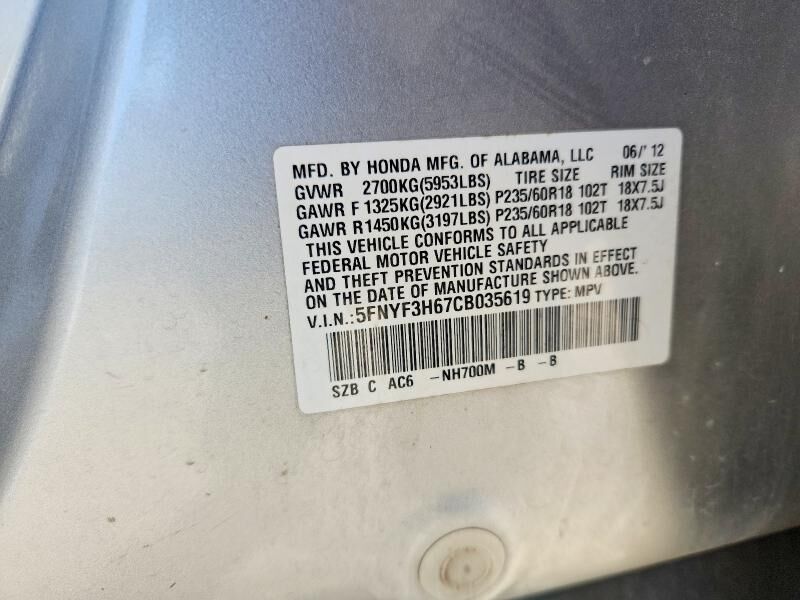 MFD. BY HONDA MFG. OF ALABAMA, LLC 06/'12
GVWR 2700KG(5953LBS) TIRE SIZE RIM SIZE
GAWR F 1325KG(2921LBS) P235/60R18 102T 18X7.5J
GAWR R1450KG(3197LBS) P235/60R18 102T 18X7.5J
THIS VEHICLE CONFORMS TO ALL APPLICABLE
FEDERAL MOTOR VEHICLE SAFETY
AND THEFT PREVENTION STANDARDS IN EFFECT
ON THE DATE OF MANUFACTURE SHOWN ABOVE.
V.I.N.:5FNYF3H67CB035619 TYPE: MPV
SZB C AC6 -NH700M -B -B